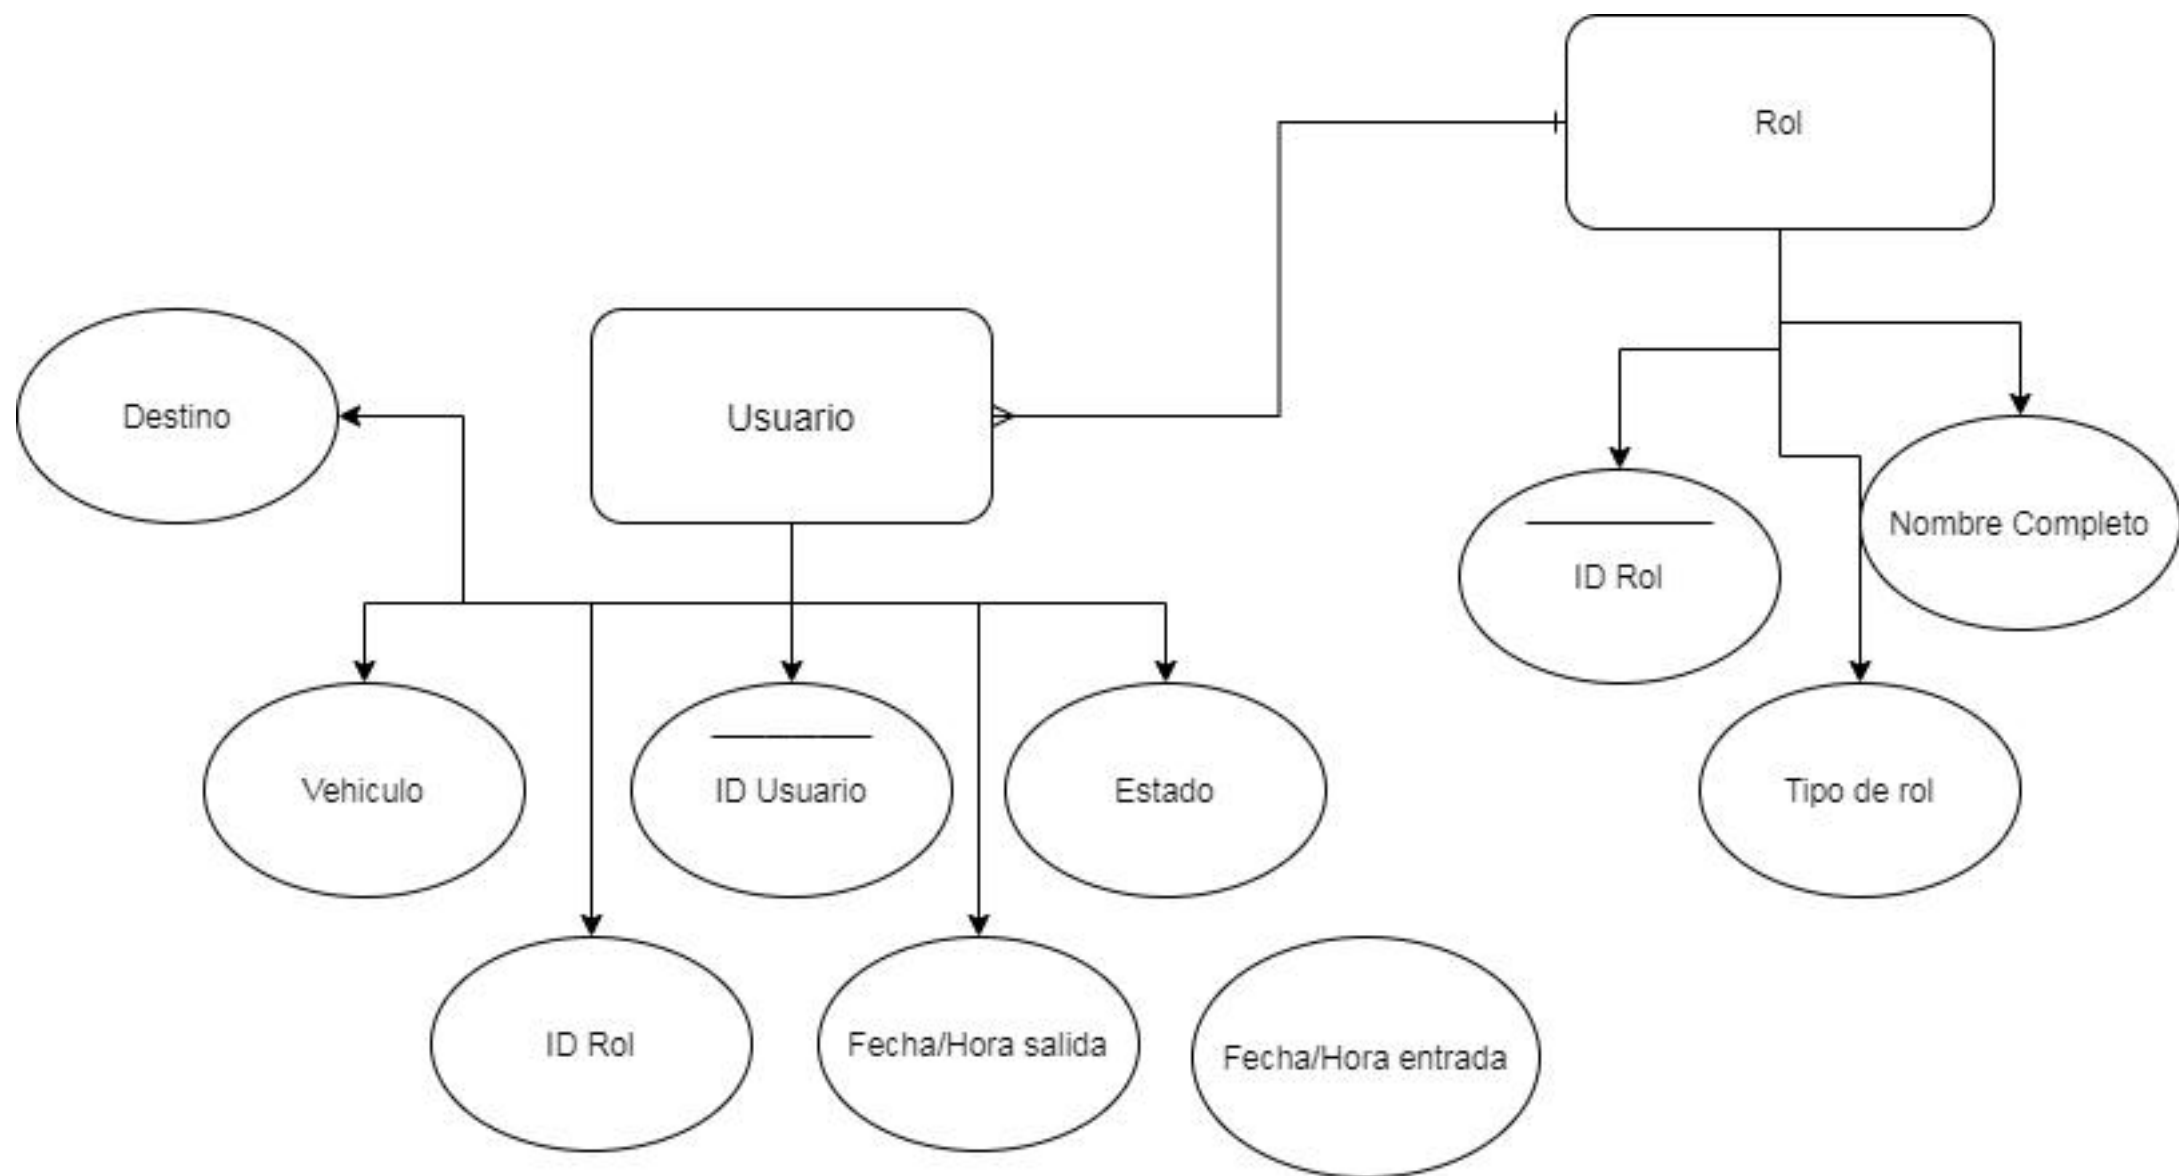 Rol
Destino
Usuario
Nombre Completo
ID Rol
Vehiculo
ID Usuario
Estado
Tipo de rol
ID Rol
Fecha/Hora salida
Fecha/Hora entrada